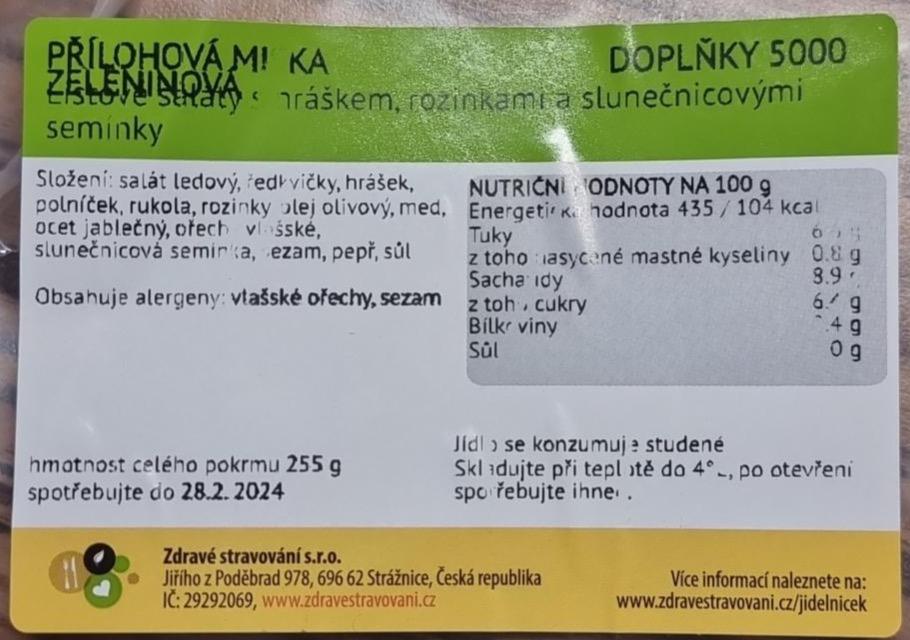 PŘÍLOHOVÁ DOPLŇKY 5000
ZELENINOVÁ
Listové saláty s hráškem, rozinkami a slunečnicovými
semínky
Složení: salát ledový, ředkvičky, hrášek,
polníček, rukola, rozinky olej olivový, med,
ocet jablečný, ořech vlašské,
slunečnicová semínka, sezam, pepř, sůl
Obsahuje alergeny: vlašské ořechy, sezam
NUTRIČNÍ HODNOTY NA 100 g
Energetická hodnota 435 / 104 kcal
Tuky
z toho nasycené mastné kyseliny 0.8 g
Sacharidy 8.9
z toho cukry g
Bílkoviny g
Sůl 0 g
hmotnost celého pokrmu 255 g
spotřebujte do 28.2. 2024
Jídlo se konzumuje studené
Skladujte při teplotě do 4° , po otevření
spotřebujte ihned.
Zdravé stravování s.r.o.
Jiřího z Poděbrad 978, 696 62 Strážnice, Česká republika
IČ: 29292069, www.zdravestravovani.cz
Více informací naleznete na:
www.zdravestravovani.cz/jidelnicek